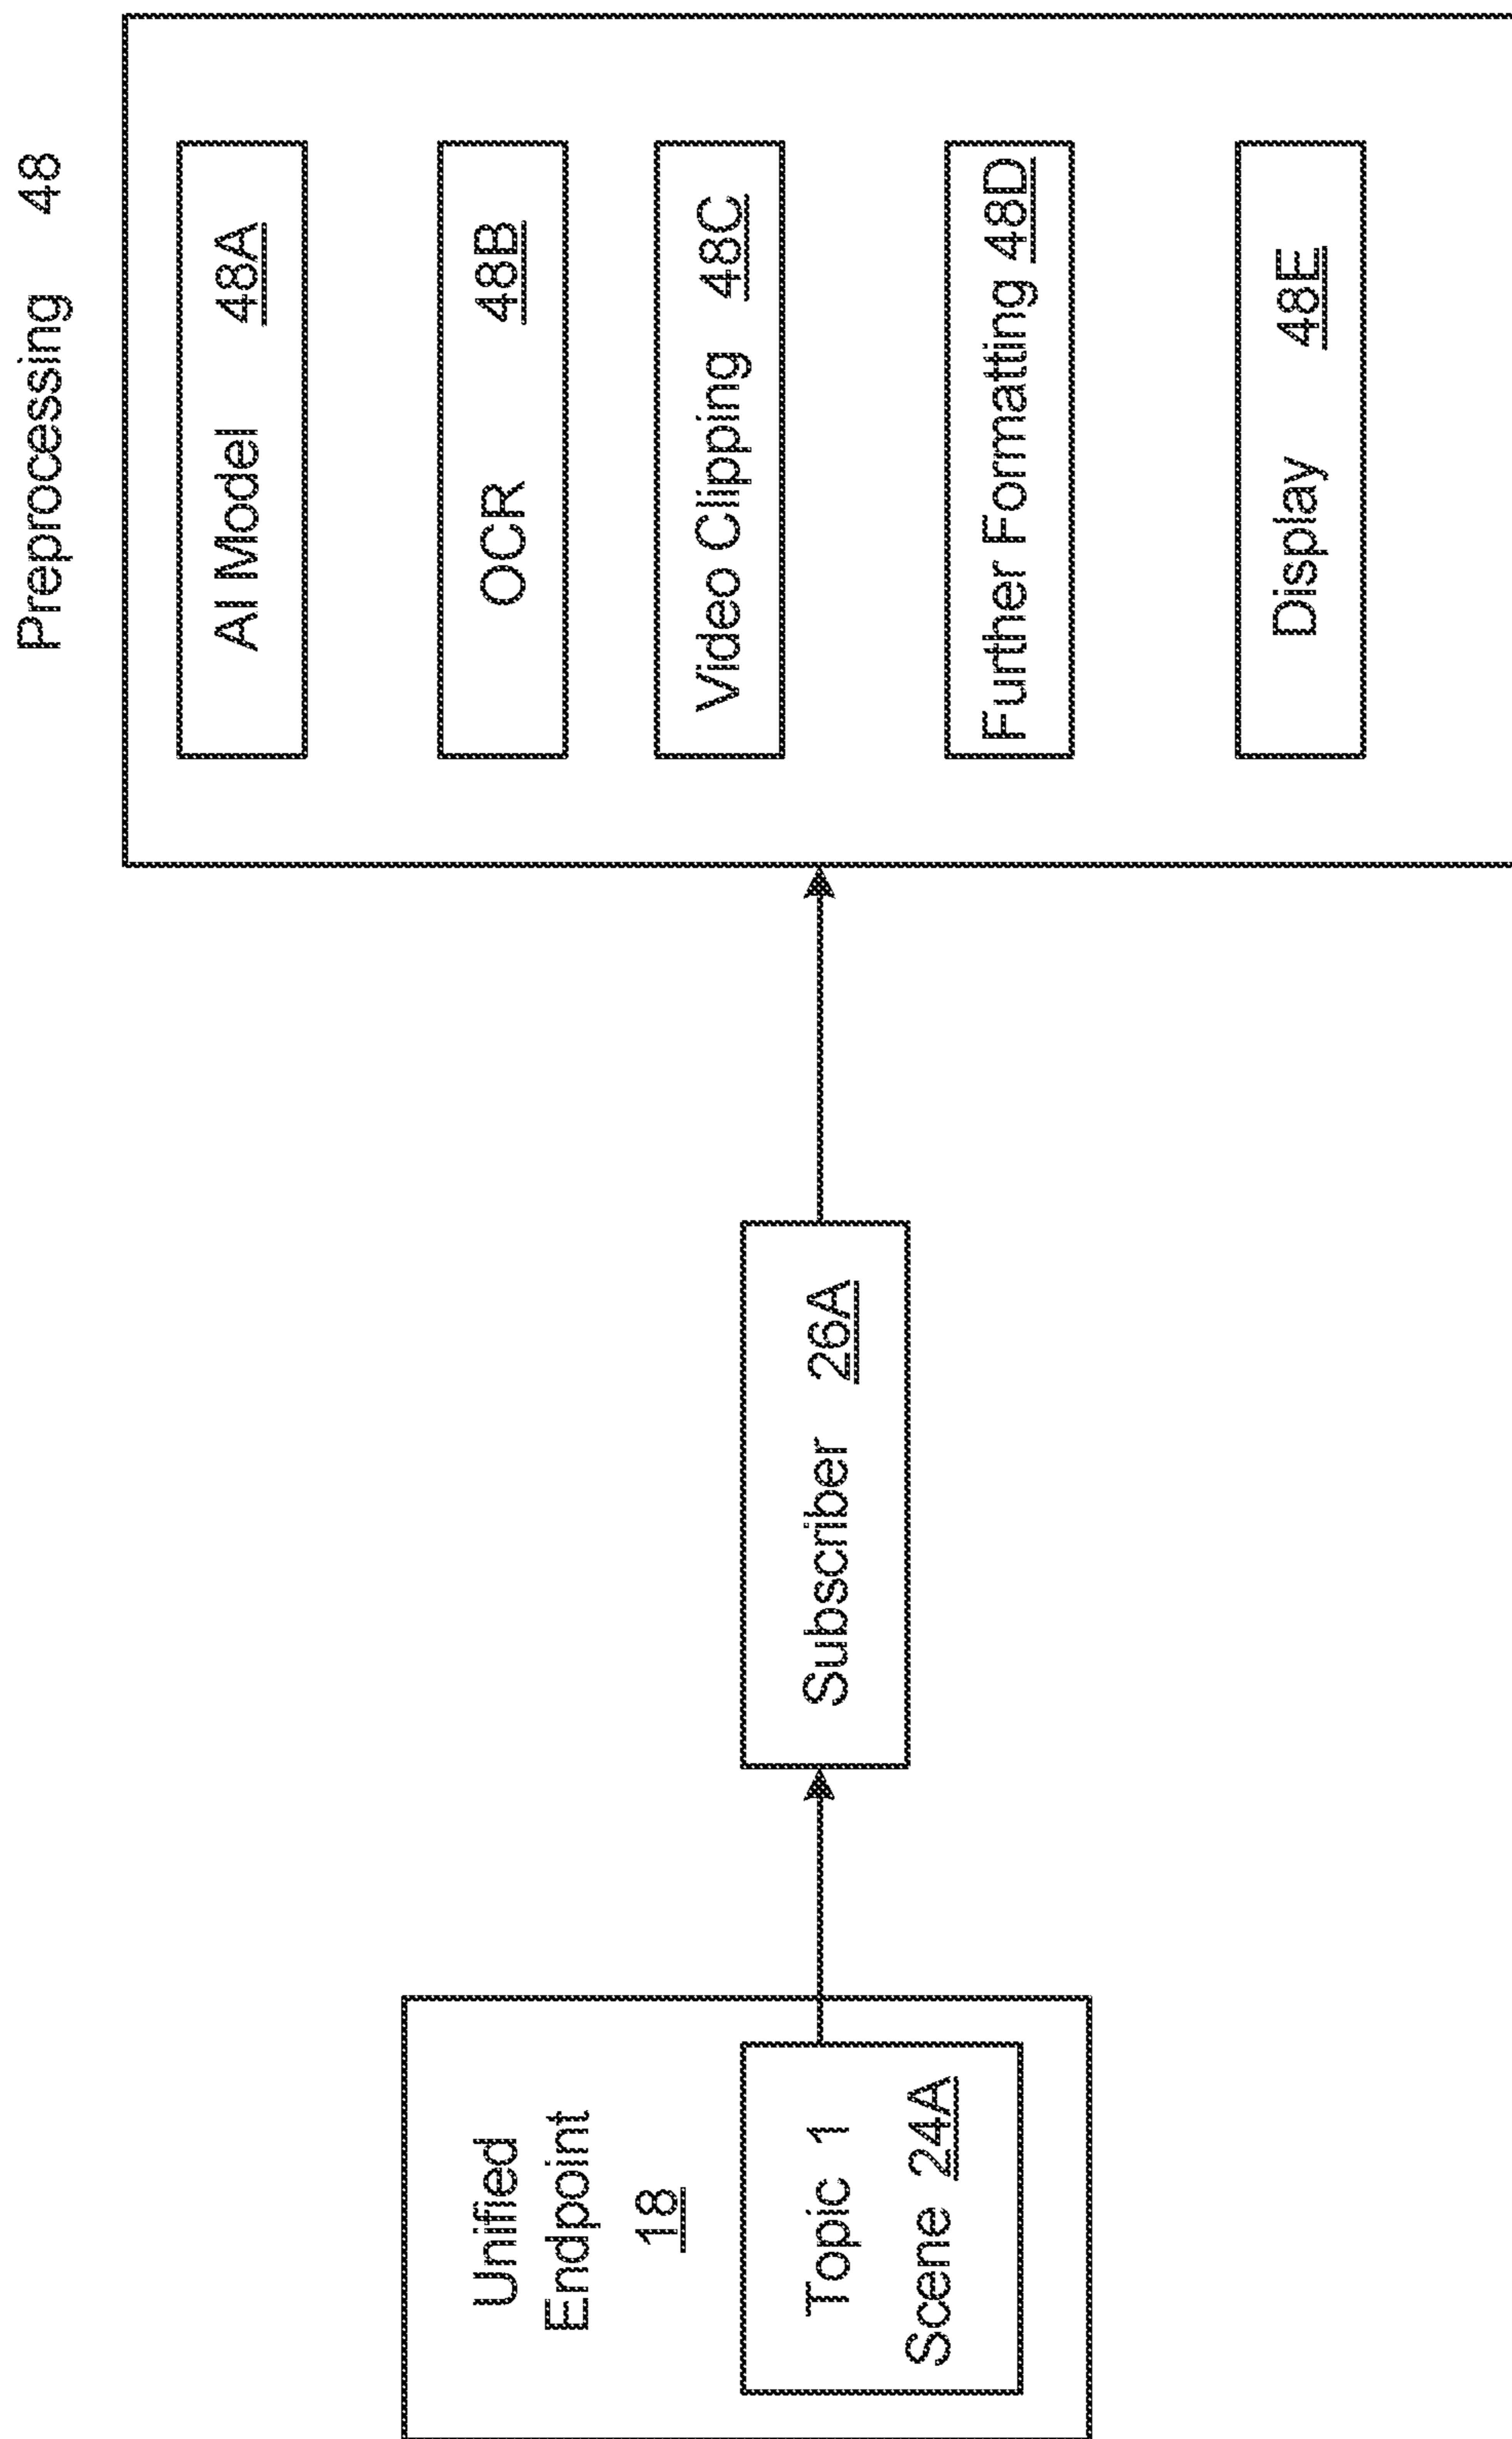 Unified
Endpoint
18
Topic 1
Scene 24A
Subscriber 26A
Preprocessing 48
AI Model 48A
OCR 48B
Video Clipping 48C
Further Formatting 48D
Display 48E